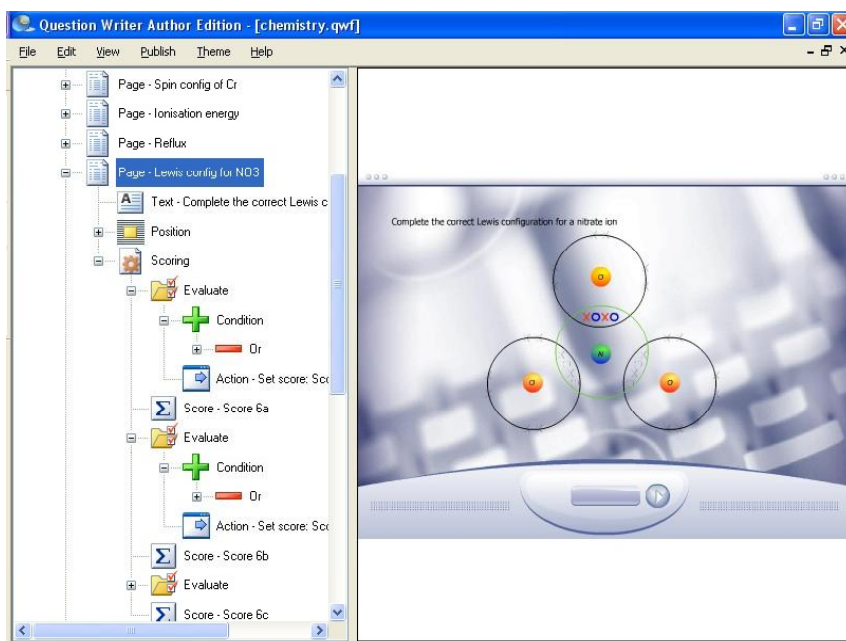 Question Writer Author Edition - [chemistry.qwf]
File Edit View Publish Theme Help
Page - Spin config of Cr
Page - Ionisation energy
Page - Reflux
Page - Lewis config for NO3
Text - Complete the correct Lewis c
Position
Scoring
Evaluate
Condition
Or
Action - Set score: Sco
Score - Score 6a
Evaluate
Condition
Or
Action - Set score: Sco
Score - Score 6b
Evaluate
Score - Score 6c
Complete the correct Lewis configuration for a nitrate ion
O
XOXO
N
O O